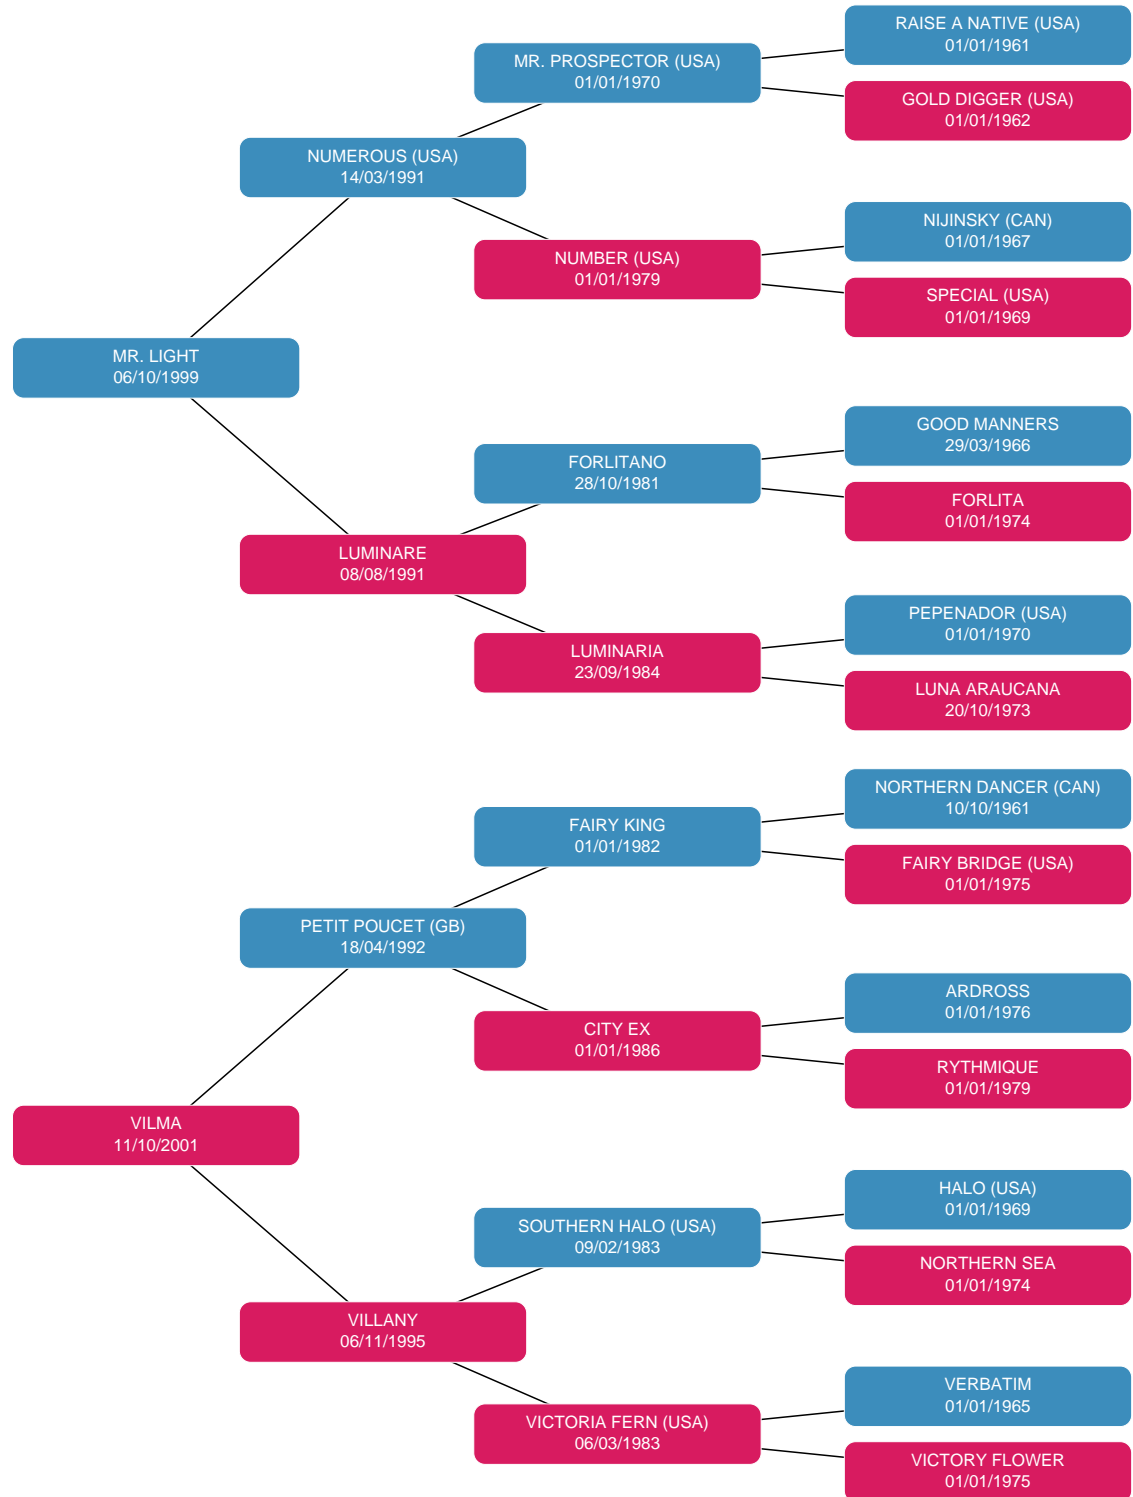 RAISE A NATIVE (USA)
01/01/1961
MR. PROSPECTOR (USA)
01/01/1970
GOLD DIGGER (USA)
01/01/1962
NUMEROUS (USA)
14/03/1991
NIJINSKY (CAN)
01/01/1967
NUMBER (USA)
01/01/1979
SPECIAL (USA)
01/01/1969
MR. LIGHT
06/10/1999
GOOD MANNERS
29/03/1966
FORLITANO
28/10/1981
FORLITA
01/01/1974
LUMINARE
08/08/1991
PEPENADOR (USA)
01/01/1970
LUMINARIA
23/09/1984
LUNA ARAUCANA
20/10/1973
NORTHERN DANCER (CAN)
10/10/1961
FAIRY KING
01/01/1982
FAIRY BRIDGE (USA)
01/01/1975
PETIT POUCET (GB)
18/04/1992
ARDROSS
01/01/1976
CITY EX
01/01/1986
RYTHMIQUE
01/01/1979
VILMA
11/10/2001
HALO (USA)
01/01/1969
SOUTHERN HALO (USA)
09/02/1983
NORTHERN SEA
01/01/1974
VILLANY
06/11/1995
VERBATIM
01/01/1965
VICTORIA FERN (USA)
06/03/1983
VICTORY FLOWER
01/01/1975